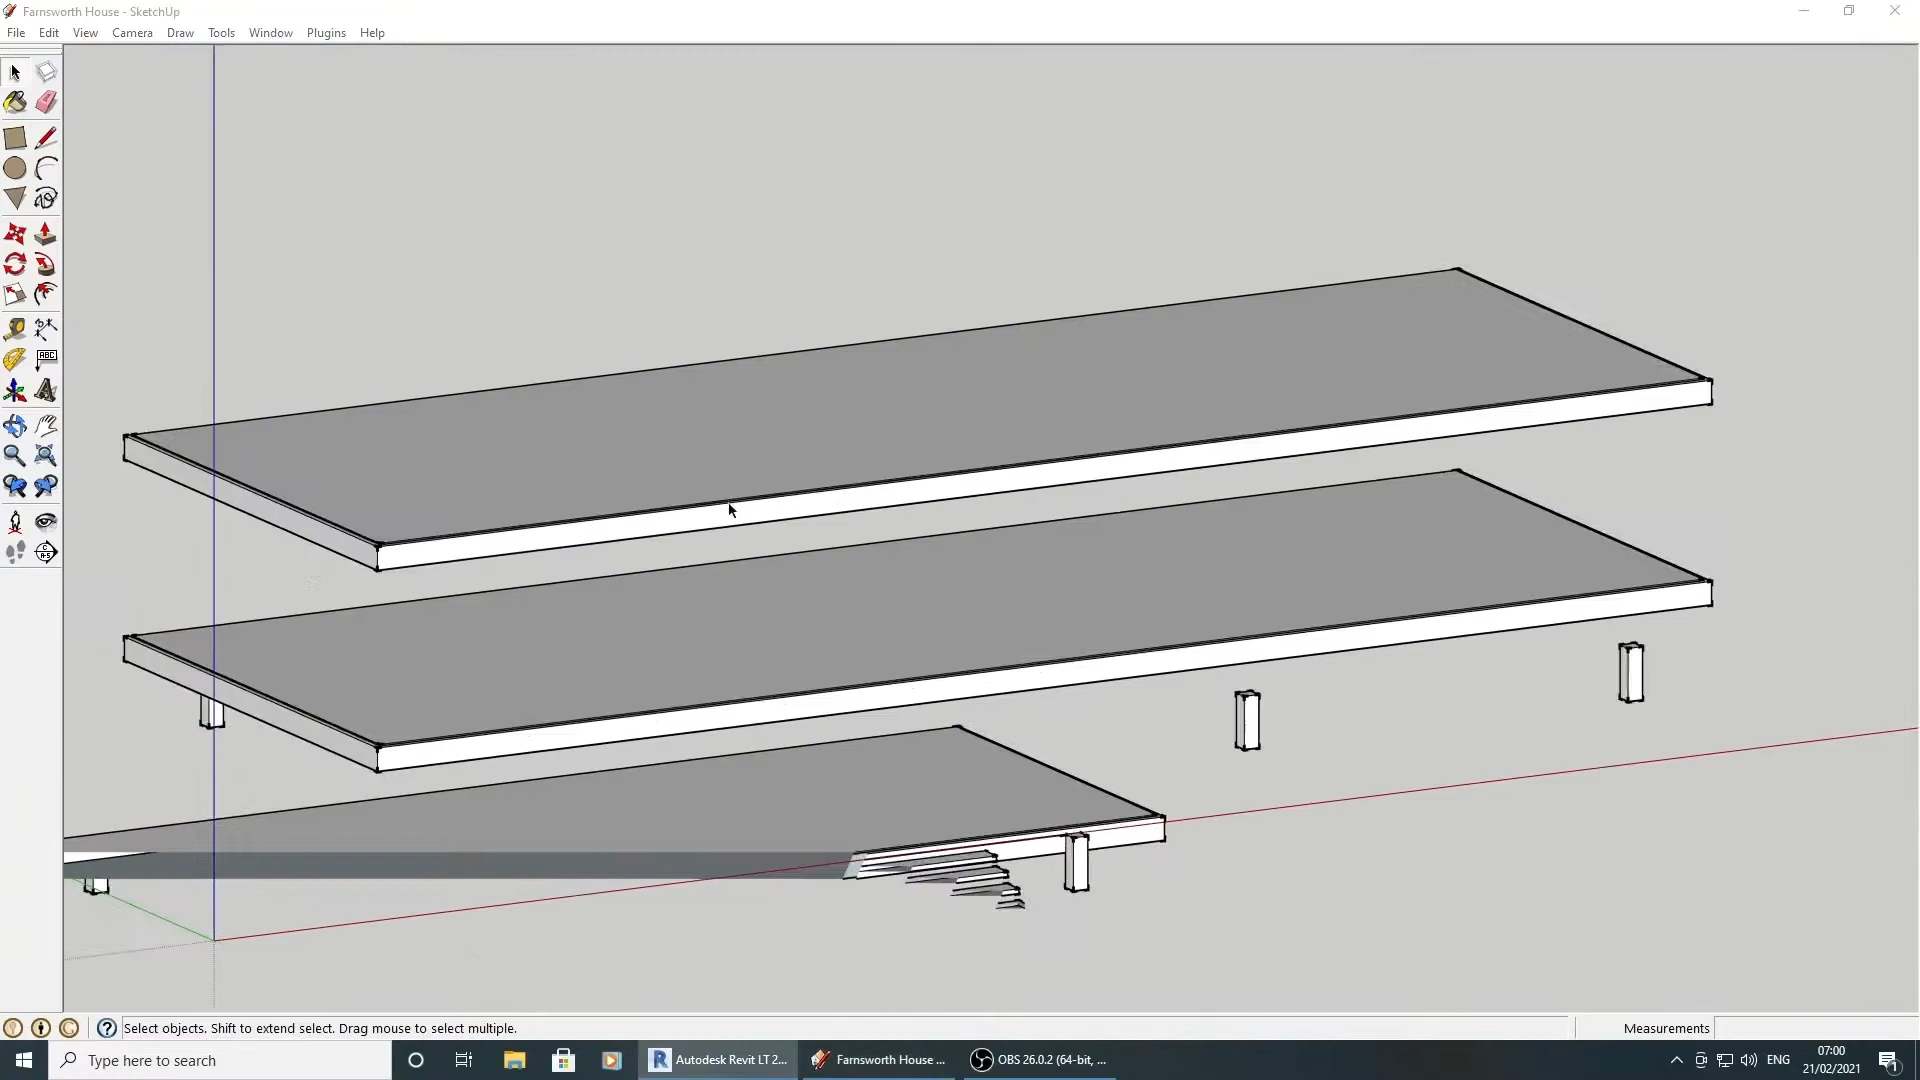 Farnsworth House - SketchUp
File Edit View Camera Draw Tools Window Plugins Help
ABC
A
Select objects. Shift to extend select. Drag mouse to select multiple.
Measurements
Type here to search
Autodesk Revit LT 2...
Farnsworth House ...
OBS 26.0.2 (64-bit, ...
ENG
07:00
21/02/2021
1